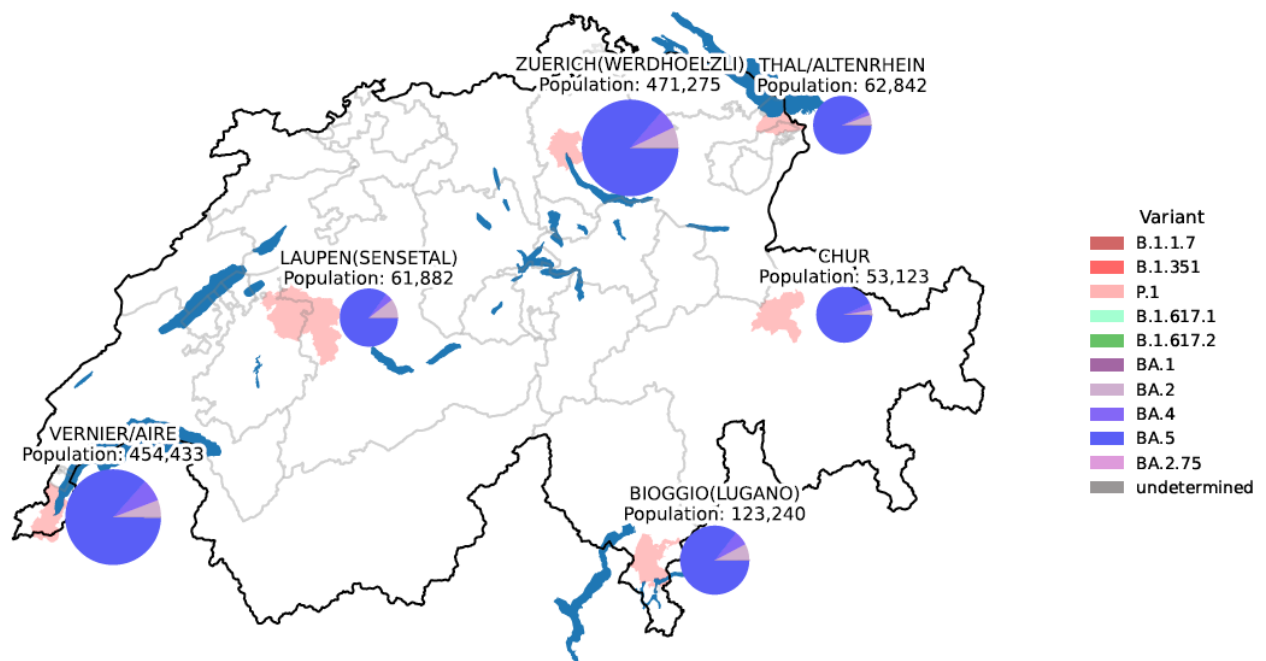 ZUERICH(WERDHOELZLI)
Population: 471,275
THAL/ALTENRHEIN
Population: 62,842
LAUPEN(SENSETAL)
Population: 61,882
CHUR
Population: 53,123
VERNIER/AIRE
Population: 454,433
BIOGGIO(LUGANO)
Population: 123,240
Variant
B.1.1.7
B.1.351
P.1
B.1.617.1
B.1.617.2
BA.1
BA.2
BA.4
BA.5
BA.2.75
undetermined